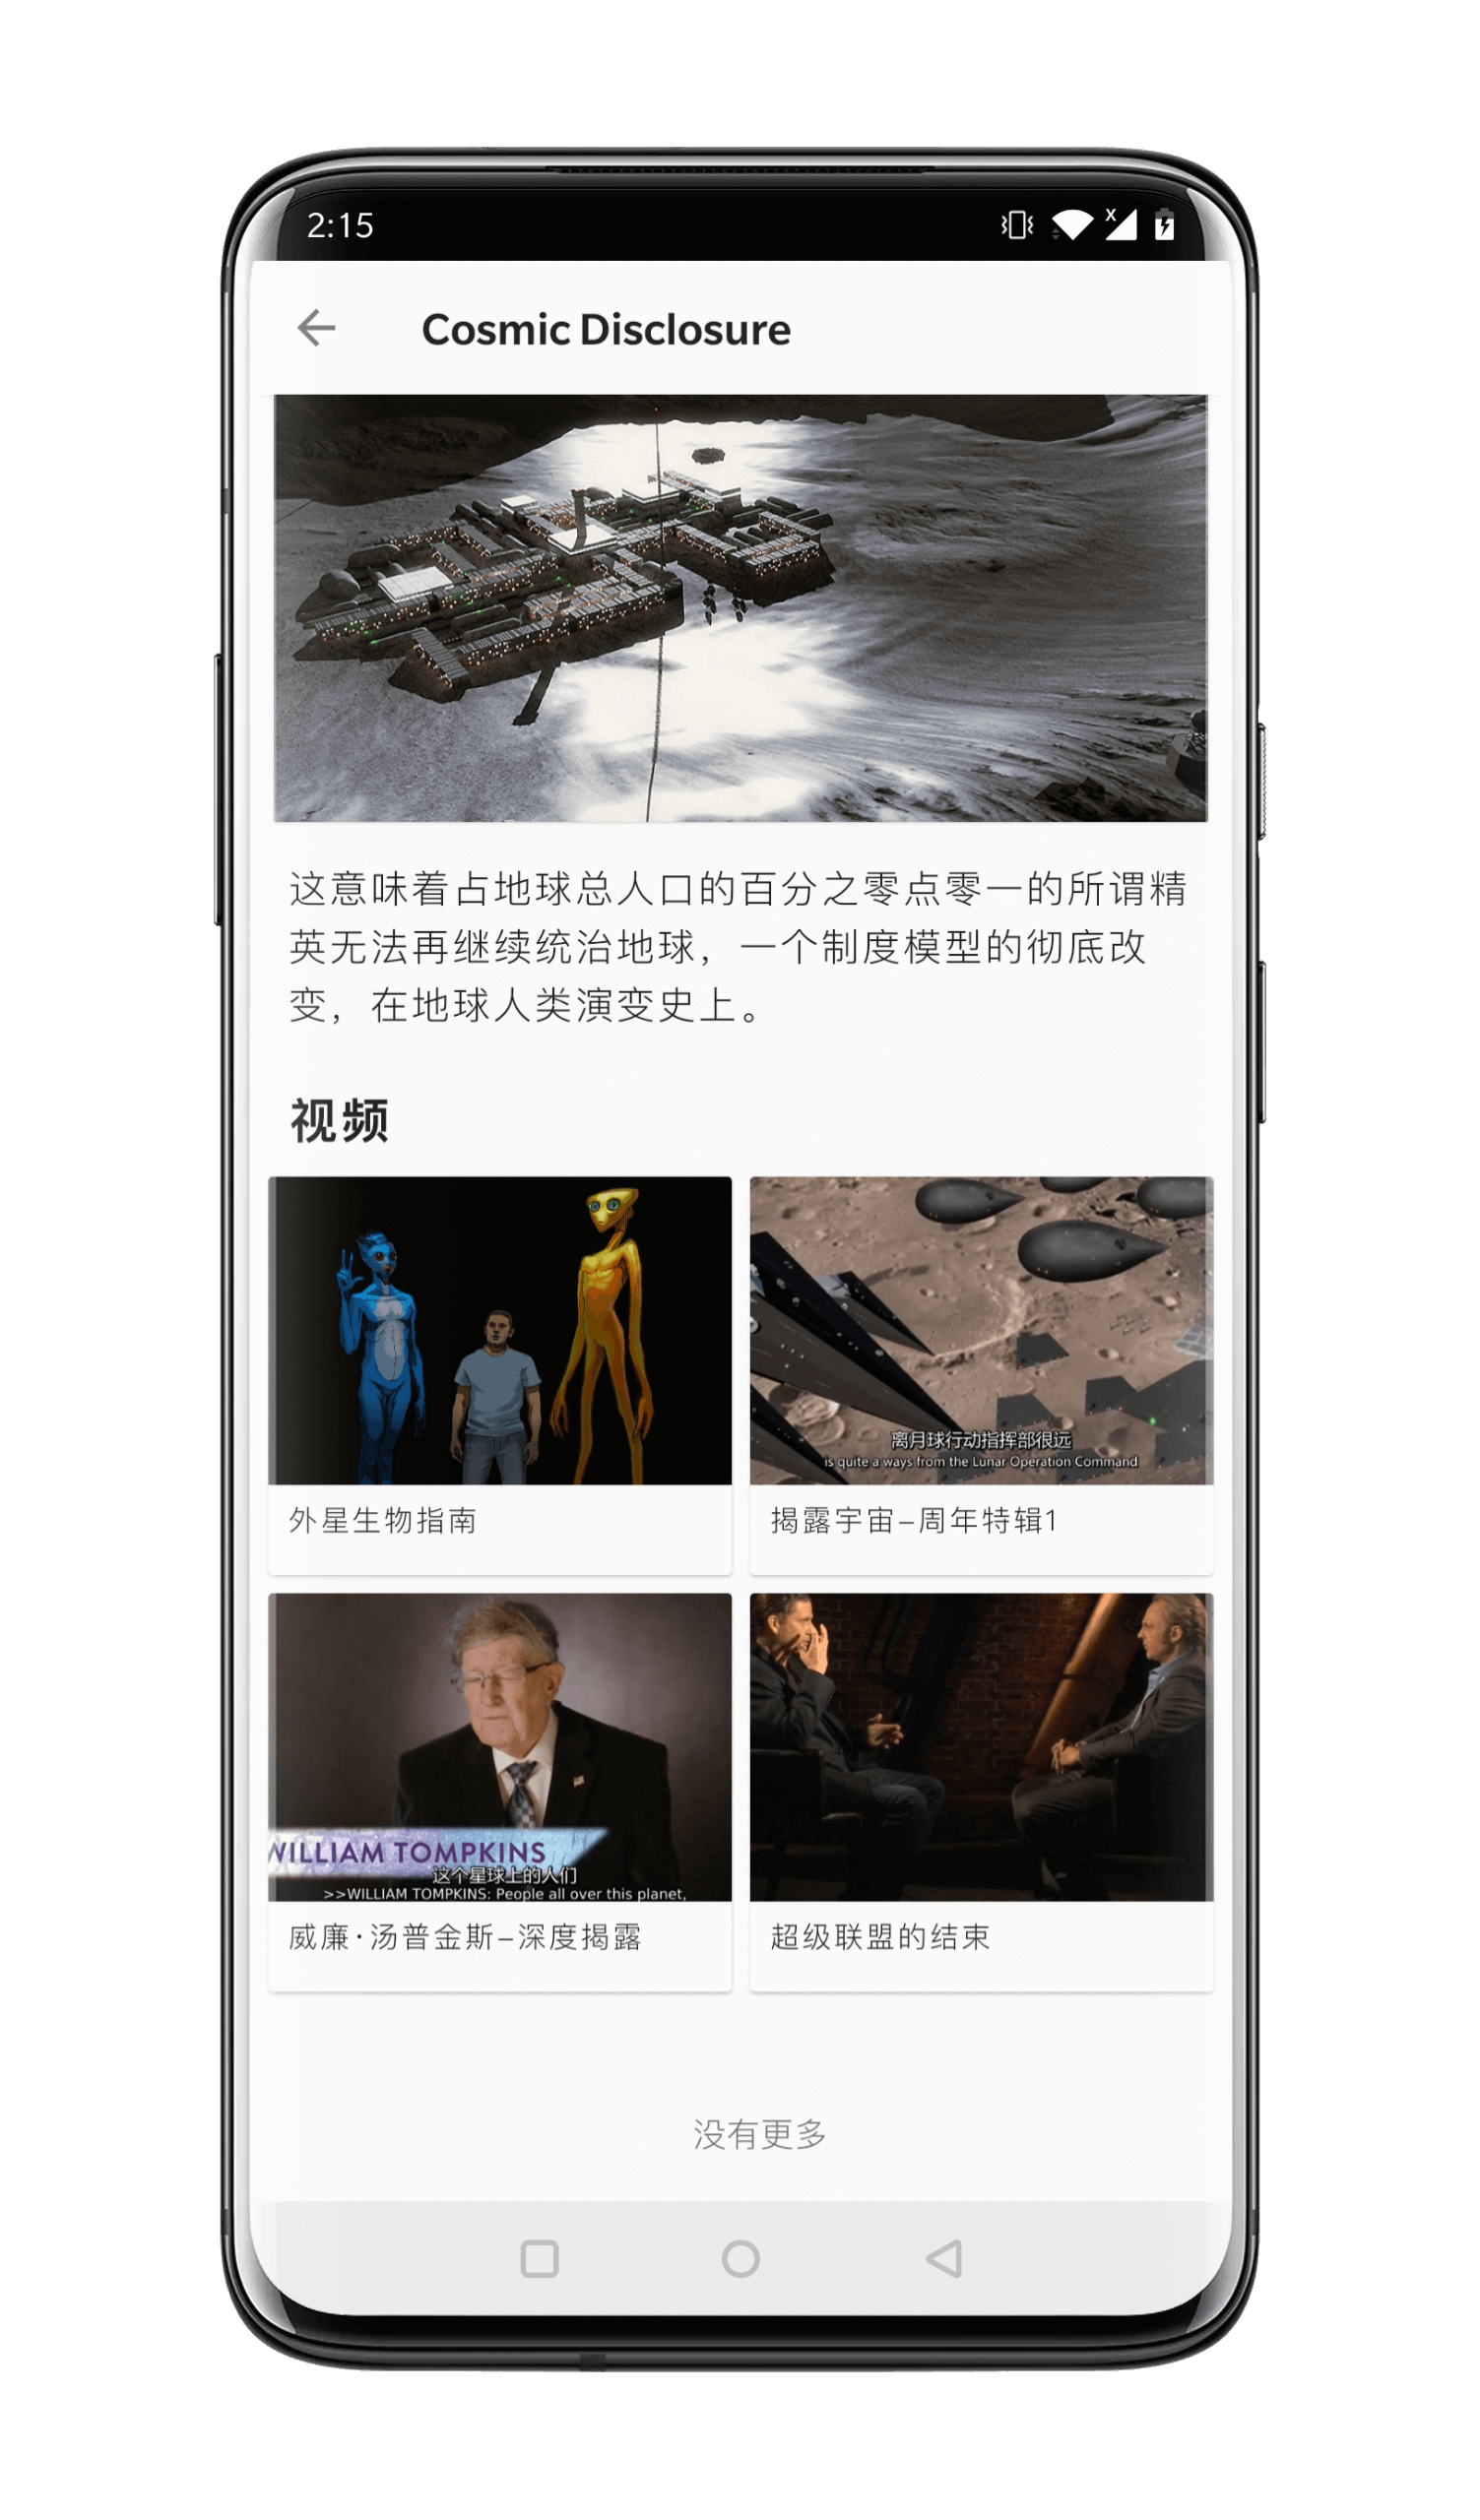 2:15
Cosmic Disclosure
这意味着占地球总人口的百分之零点零一的所谓精
英无法再继续统治地球，一个制度模型的彻底改
变，在地球人类演变史上。
视频
离月球行动指挥部很远
is quite a ways from the Lunar Operation Command
外星生物指南
揭露宇宙–周年特辑1
WILLIAM TOMPKINS
这个星球上的人们
>>WILLIAM TOMPKINS: People all over this planet,
威廉·汤普金斯–深度揭露
超级联盟的结束
没有更多